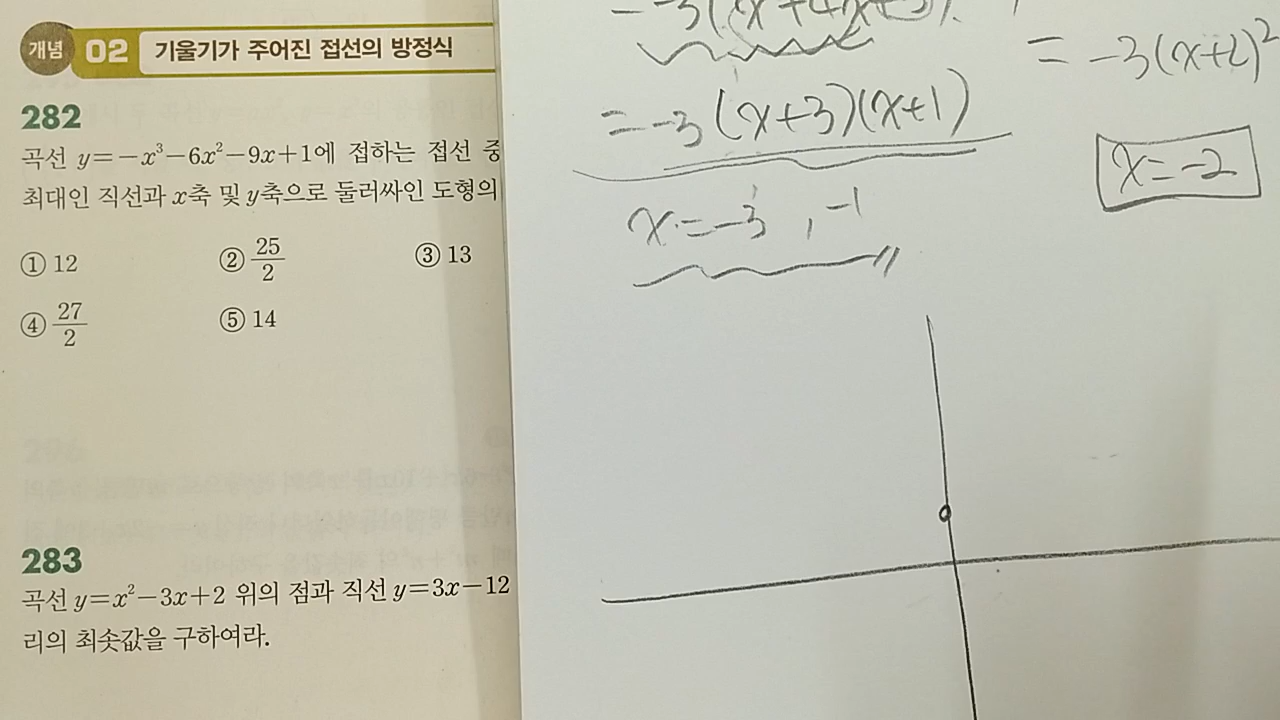 개념 02 기울기가 주어진 접선의 방정식
282
곡선 y=-x³-6x²-9x+1에 접하는 접선 중
최대인 직선과 x축 및 y축으로 둘러싸인 도형의
① 12 ② 25/2 ③ 13
④ 27/2 ⑤ 14
283
곡선 y=x²-3x+2 위의 점과 직선 y=3x-12
리의 최솟값을 구하여라.
= -3(x+3)(x+1)
x=-3, -1
= -3(x+2)²
x=-2